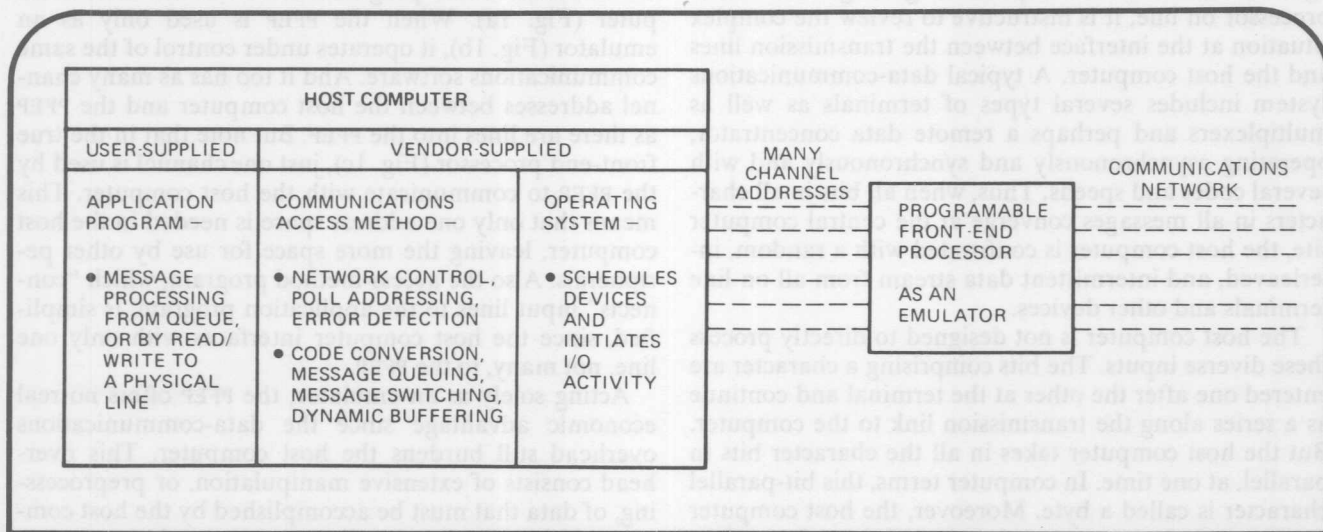 HOST COMPUTER
USER-SUPPLIED
VENDOR-SUPPLIED
APPLICATION
PROGRAM
• MESSAGE
PROCESSING
FROM QUEUE/
OR BY READ/
WRITE TO
A PHYSICAL
LINE
COMMUNICATIONS
ACCESS METHOD
• NETWORK CONTROL,
POLL ADDRESSING,
ERROR DETECTION
• CODE CONVERSION,
MESSAGE QUEUING,
MESSAGE SWITCHING,
DYNAMIC BUFFERING
OPERATING
SYSTEM
• SCHEDULES
DEVICES
AND
INITIATES
I/O
ACTIVITY
MANY
CHANNEL
ADDRESSES
PROGRAMABLE
FRONT-END
PROCESSOR
AS AN
EMULATOR
COMMUNICATIONS
NETWORK